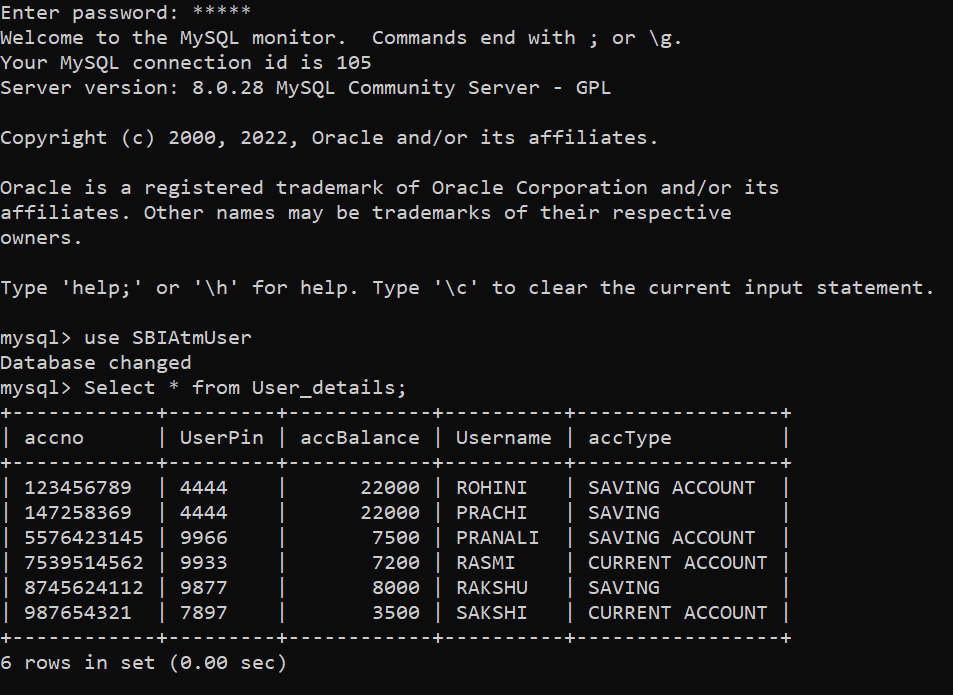 Enter password: *****
Welcome to the MySQL monitor.  Commands end with ; or \g.
Your MySQL connection id is 105
Server version: 8.0.28 MySQL Community Server - GPL

Copyright (c) 2000, 2022, Oracle and/or its affiliates.

Oracle is a registered trademark of Oracle Corporation and/or its
affiliates. Other names may be trademarks of their respective
owners.

Type 'help;' or '\h' for help. Type '\c' to clear the current input statement.

mysql> use SBIAtmUser
Database changed
mysql> Select * from User_details;
+------------+---------+------------+----------+-----------------+
| accno      | UserPin | accBalance | Username | accType         |
+------------+---------+------------+----------+-----------------+
| 123456789  | 4444    |      22000 | ROHINI   | SAVING ACCOUNT  |
| 147258369  | 4444    |      22000 | PRACHI   | SAVING          |
| 5576423145 | 9966    |       7500 | PRANALI  | SAVING ACCOUNT  |
| 7539514562 | 9933    |       7200 | RASMI    | CURRENT ACCOUNT |
| 8745624112 | 9877    |       8000 | RAKSHU   | SAVING          |
| 987654321  | 7897    |       3500 | SAKSHI   | CURRENT ACCOUNT |
+------------+---------+------------+----------+-----------------+
6 rows in set (0.00 sec)